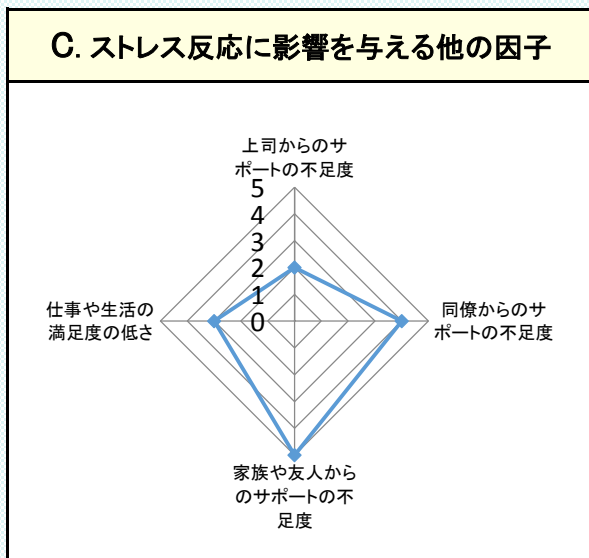 C. ストレス反応に影響を与える他の因子
上司からのサ
ポートの不足度
5
4
3
2
1
0
仕事や生活の
満足度の低さ
同僚からのサ
ポートの不足度
家族や友人から
のサポートの不
足度